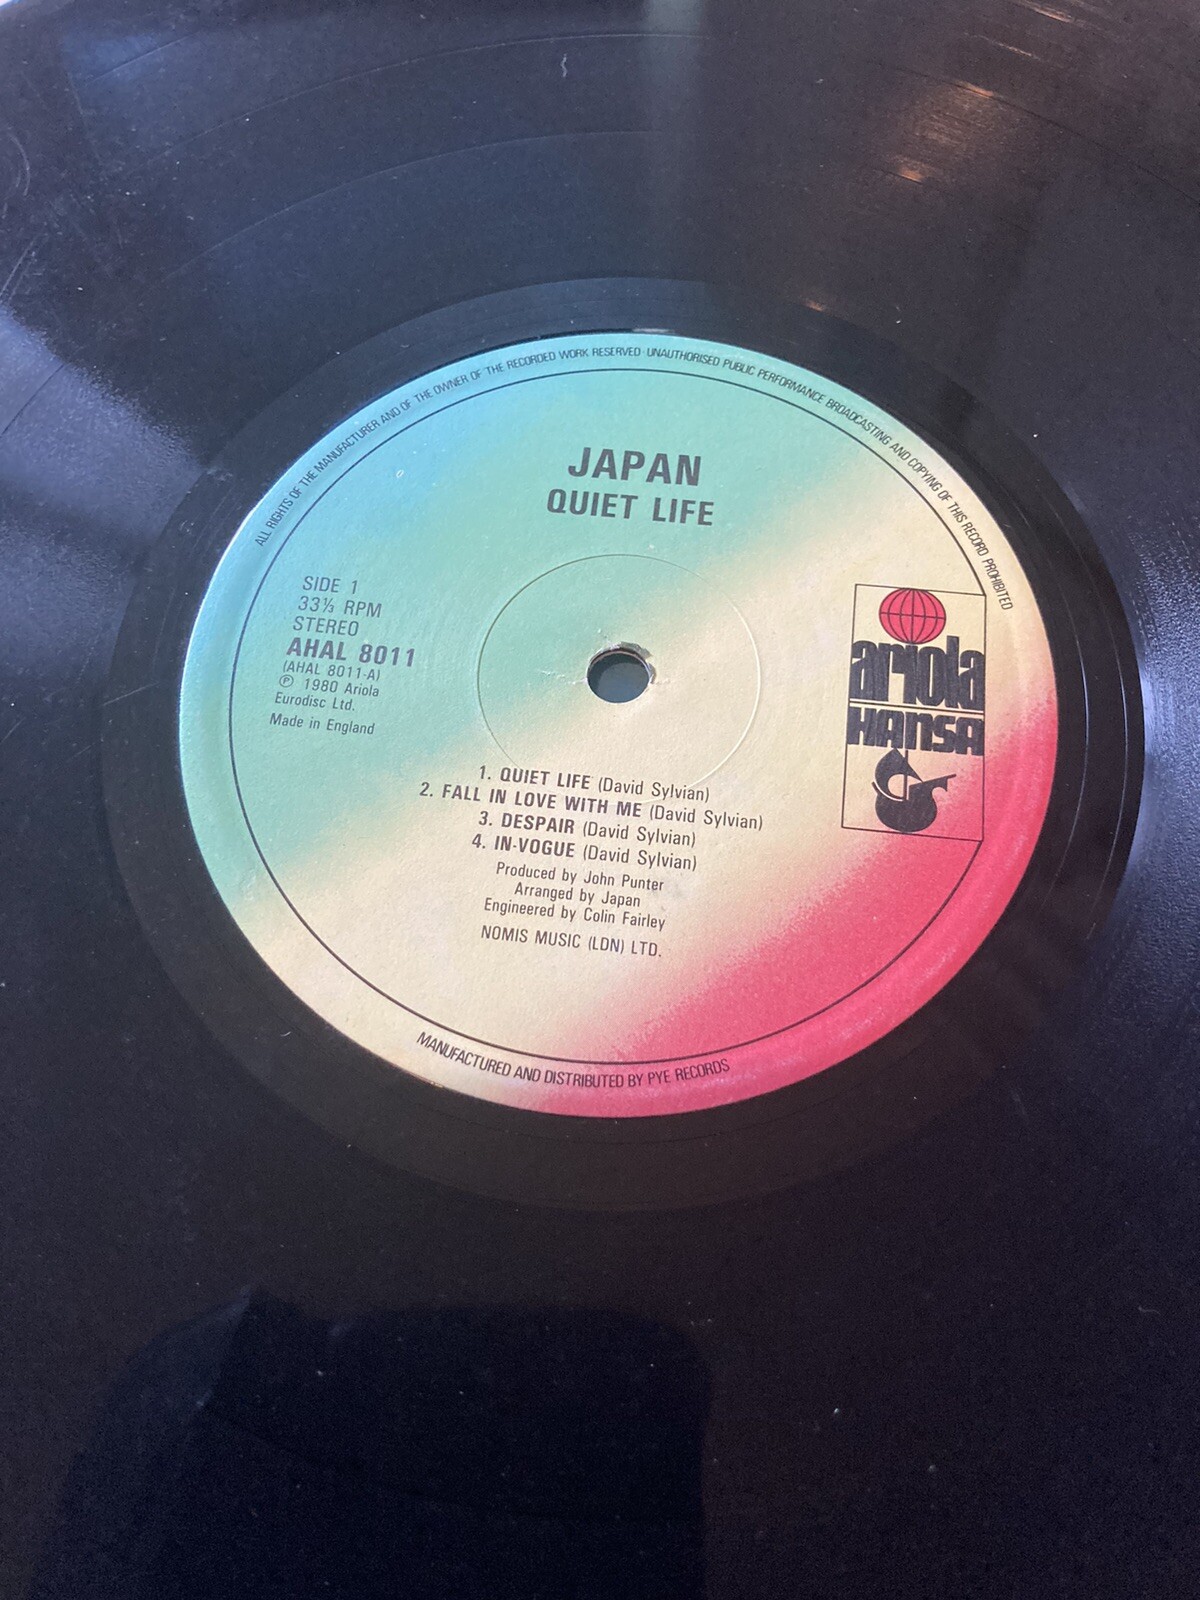 ALL RIGHTS OF THE MANUFACTURER AND OF THE OWNER OF THE RECORDED WORK RESERVED · UNAUTHORISED PUBLIC PERFORMANCE BROADCASTING AND COPYING OF THIS RECORD PROHIBITED
JAPAN
QUIET LIFE
SIDE 1
33⅓ RPM
STEREO
AHAL 8011
(AHAL 8011-A)
℗ 1980 Ariola
Eurodisc Ltd.
Made in England
ariola
HANSA
1. QUIET LIFE (David Sylvian)
2. FALL IN LOVE WITH ME (David Sylvian)
3. DESPAIR (David Sylvian)
4. IN-VOGUE (David Sylvian)
Produced by John Punter
Arranged by Japan
Engineered by Colin Fairley
NOMIS MUSIC (LDN) LTD.
MANUFACTURED AND DISTRIBUTED BY PYE RECORDS